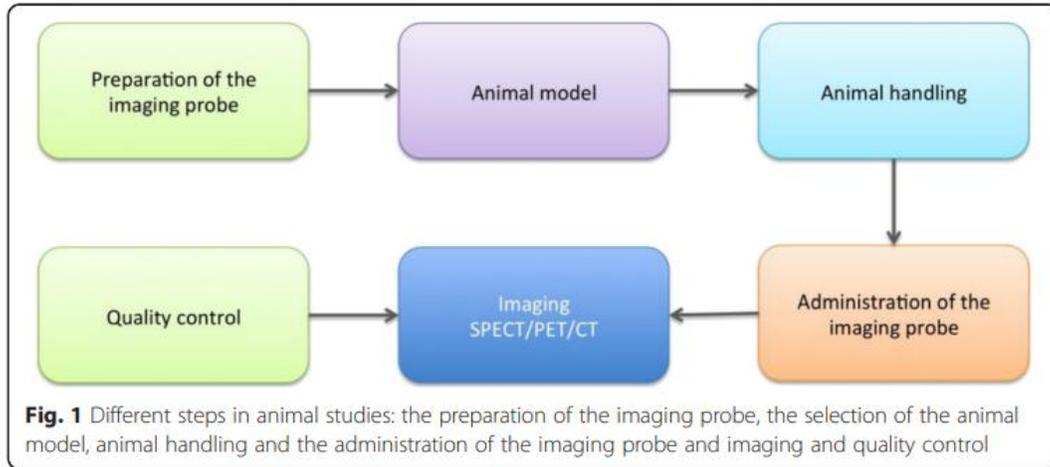 Preparation of the
imaging probe
Animal model
Animal handling
Quality control
Imaging
SPECT/PET/CT
Administration of the
imaging probe
Fig. 1 Different steps in animal studies: the preparation of the imaging probe, the selection of the animal
model, animal handling and the administration of the imaging probe and imaging and quality control